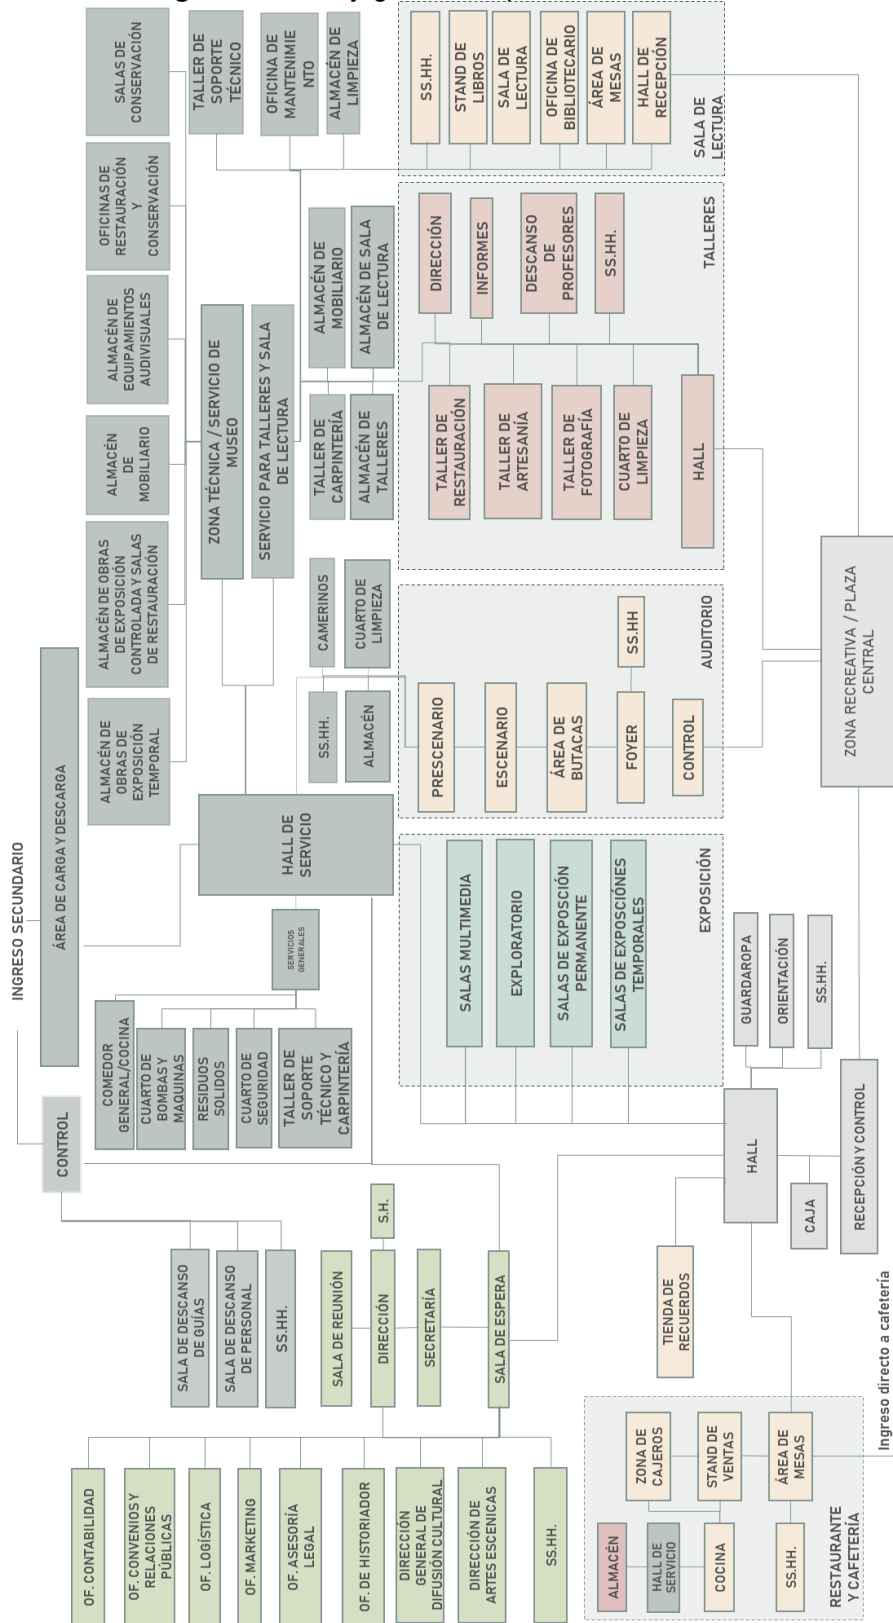 INGRESO SECUNDARIO
ÁREA DE CARGA Y DESCARGA
CONTROL
SALA DE DESCANSO
DE GUÍAS
SALA DE DESCANSO
DE PERSONAL
SS.HH.
OF. CONTABILIDAD
OF. CONVENIOS Y
RELACIONES
PÚBLICAS
OF. LOGÍSTICA
OF. MARKETING
OF. ASESORÍA
LEGAL
OF. DE HISTORIADOR
DIRECCIÓN
GENERAL DE
DIFUSIÓN CULTURAL
DIRECCIÓN DE
ARTES ESCENICAS
SS.HH.
SALA DE REUNIÓN
DIRECCIÓN
S.H.
SECRETARÍA
SALA DE ESPERA
COMEDOR
GENERAL/COCINA
CUARTO DE
BOMBAS Y
MAQUINAS
RESIDUOS
SOLIDOS
CUARTO DE
SEGURIDAD
TALLER DE
SOPORTE
TÉCNICO Y
CARPINTERÍA
SERVICIOS
GENERALES
HALL DE
SERVICIO
ALMACÉN DE
OBRAS DE
EXPOSICIÓN
TEMPORAL
ALMACÉN DE OBRAS
DE EXPOSICIÓN
CONTROLADA Y SALAS
DE RESTAURACIÓN
ALMACÉN
DE
MOBILIARIO
ALMACÉN DE
EQUIPAMIENTOS
AUDIVISUALES
OFICINAS DE
RESTAURACIÓN
Y
CONSERVACIÓN
SALAS DE
CONSERVACIÓN
ZONA TÉCNICA / SERVICIO DE
MUSEO
SERVICIO PARA TALLERES Y SALA
DE LECTURA
TALLER DE
SOPORTE
TÉCNICO
OFICINA DE
MANTENIMIE
NTO
ALMACÉN DE
LIMPIEZA
SS.HH.
CAMERINOS
ALMACÉN
CUARTO DE
LIMPIEZA
TALLER DE
CARPINTERÍA
ALMACÉN DE
MOBILIARIO
ALMACÉN DE
TALLERES
ALMACÉN DE SALA
DE LECTURA
SALAS MULTIMEDIA
EXPLORATORIO
SALAS DE EXPOSCIÓN
PERMANENTE
SALAS DE EXPOSCIÓNES
TEMPORALES
EXPOSICIÓN
PRESCENARIO
ESCENARIO
ÁREA DE
BUTACAS
FOYER
SS.HH
CONTROL
AUDITORIO
DIRECCIÓN
INFORMES
DESCANSO
DE
PROFESORES
SS.HH.
TALLER DE
RESTAURACIÓN
TALLER DE
ARTESANÍA
TALLER DE
FOTOGRAFÍA
CUARTO DE
LIMPIEZA
HALL
TALLERES
SS.HH.
STAND DE
LIBROS
SALA DE
LECTURA
OFICINA DE
BIBLIOTECARIO
ÁREA DE
MESAS
HALL DE
RECEPCIÓN
SALA DE
LECTURA
ALMACÉN
HALL DE
SERVICIO
COCINA
SS.HH.
ZONA DE
CAJEROS
STAND DE
VENTAS
ÁREA DE
MESAS
RESTAURANTE
Y CAFETERÍA
TIENDA DE
RECUERDOS
HALL
GUARDAROPA
ORIENTACIÓN
SS.HH.
CAJA
RECEPCIÓN Y CONTROL
ZONA RECREATIVA / PLAZA
CENTRAL
Ingreso directo a cafetería